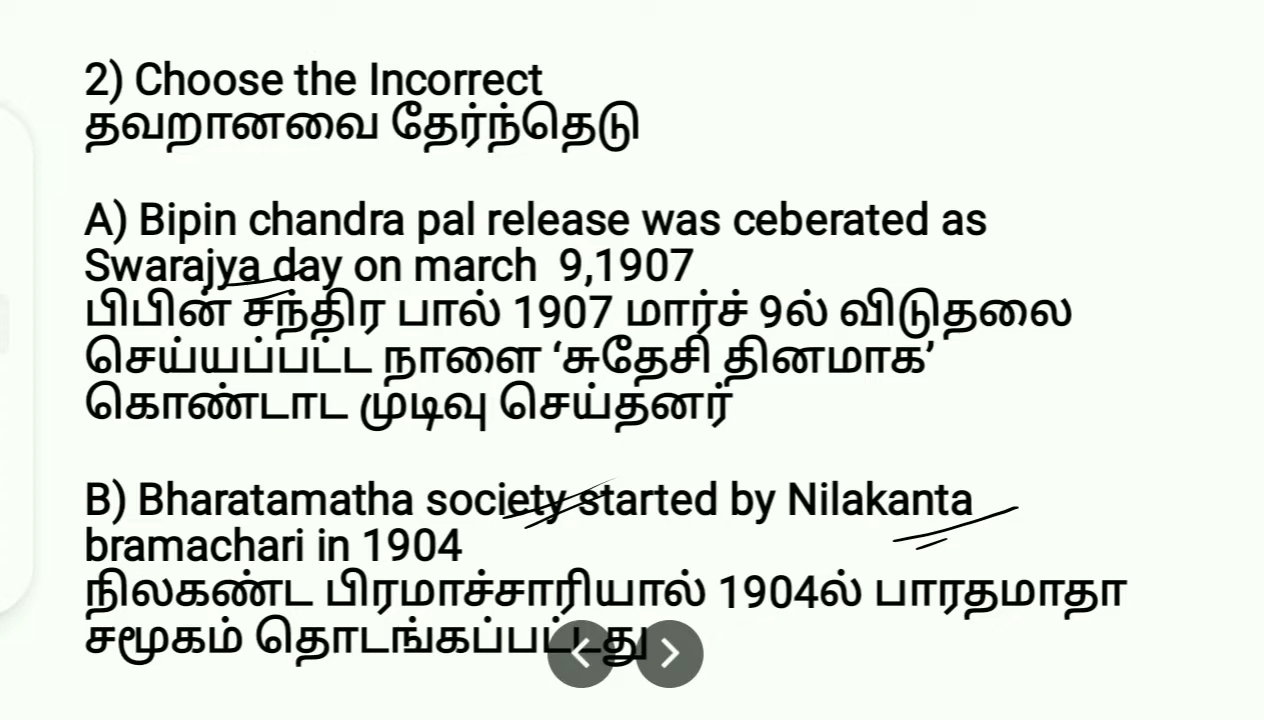 2) Choose the Incorrect
தவறானவை தேர்ந்தெடு
A) Bipin chandra pal release was ceberated as
Swarajya day on march 9,1907
பிபின் சந்திர பால் 1907 மார்ச் 9ல் விடுதலை
செய்யப்பட்ட நாளை ‘சுதேசி தினமாக’
கொண்டாட முடிவு செய்தனர்
B) Bharatamatha society started by Nilakanta
bramachari in 1904
நிலகண்ட பிரமாச்சாரியால் 1904ல் பாரதமாதா
சமூகம் தொடங்கப்பட்டது